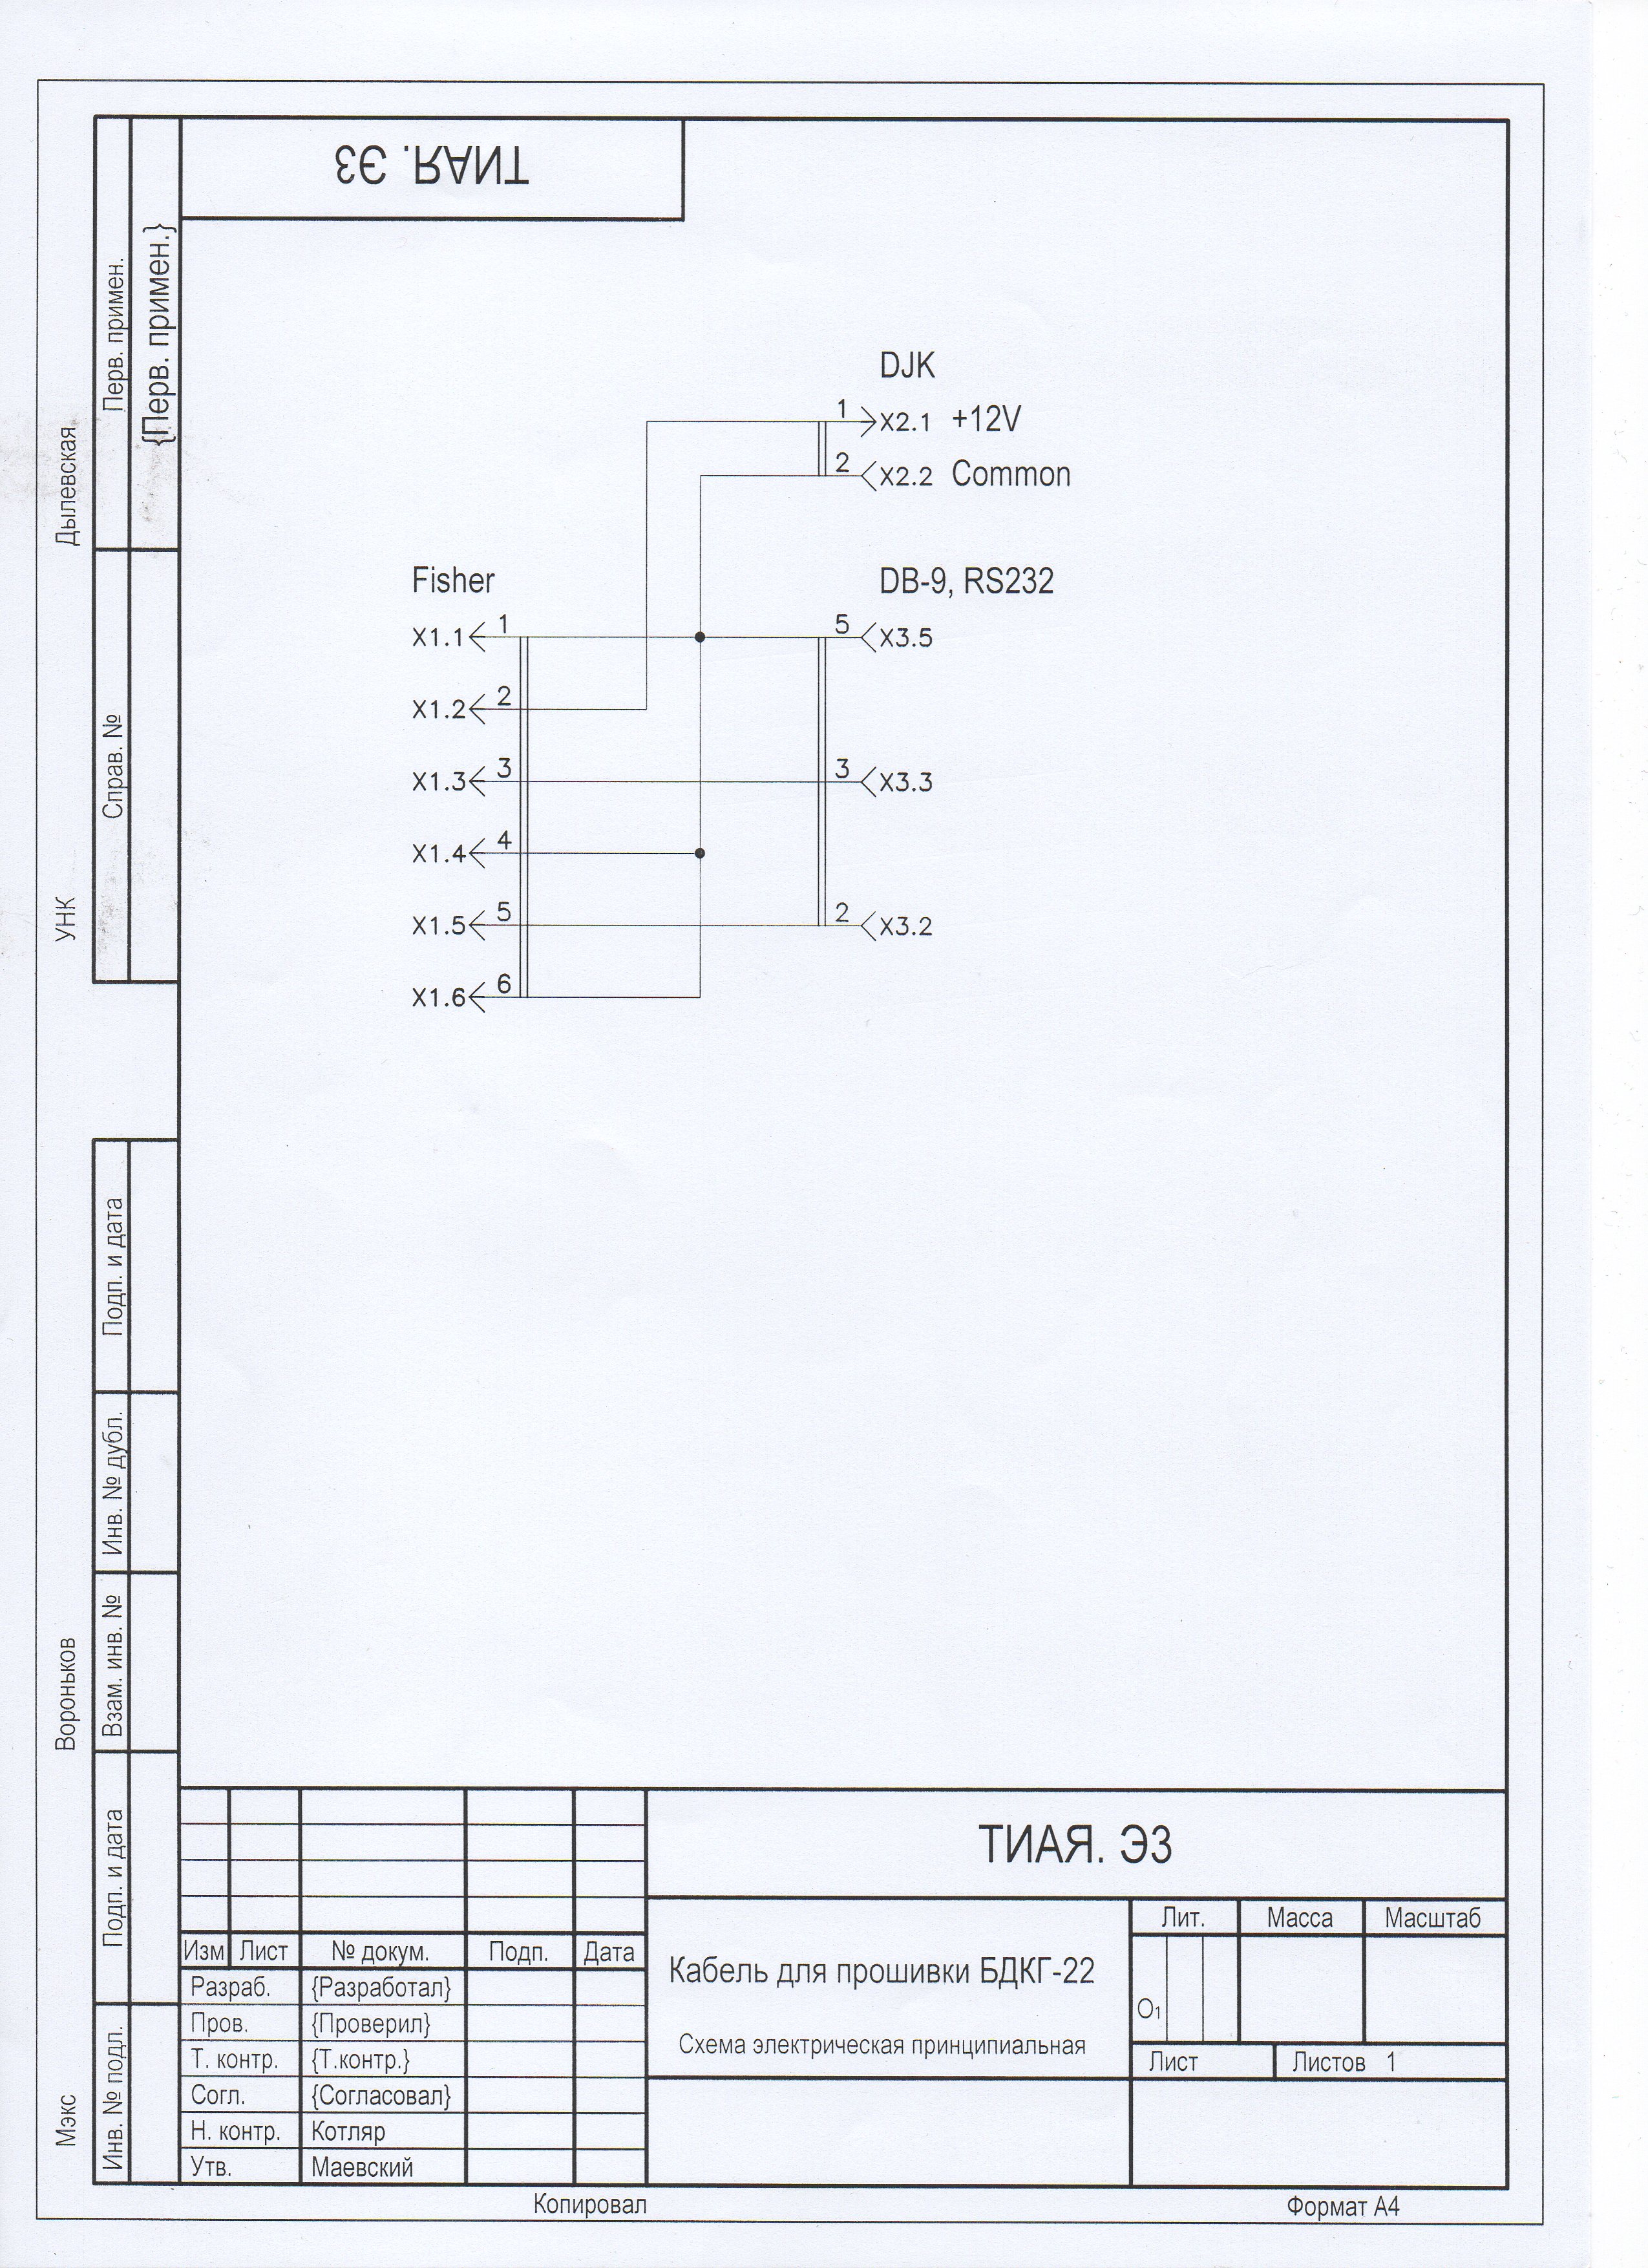 ТИАЯ. Э3
Перв. примен.
{Перв. примен.}
Дылевская
Справ. №
УНК
Подп. и дата
Инв. № дубл.
Взам. инв. №
Вороньков
Подп. и дата
Инв. № подл.
Мэкс
DJK
1 X2.1 +12V
2 X2.2 Common
Fisher
DB-9, RS232
X1.1 1 5 X3.5
X1.2 2
X1.3 3 3 X3.3
X1.4 4
X1.5 5 2 X3.2
X1.6 6
ТИАЯ. Э3
Изм Лист № докум. Подп. Дата
Разраб. {Разработал}
Пров. {Проверил}
Т. контр. {Т.контр.}
Согл. {Согласовал}
Н. контр. Котляр
Утв. Маевский
Кабель для прошивки БДКГ-22
Схема электрическая принципиальная
Лит. Масса Масштаб
О1
Лист Листов 1
Копировал Формат А4